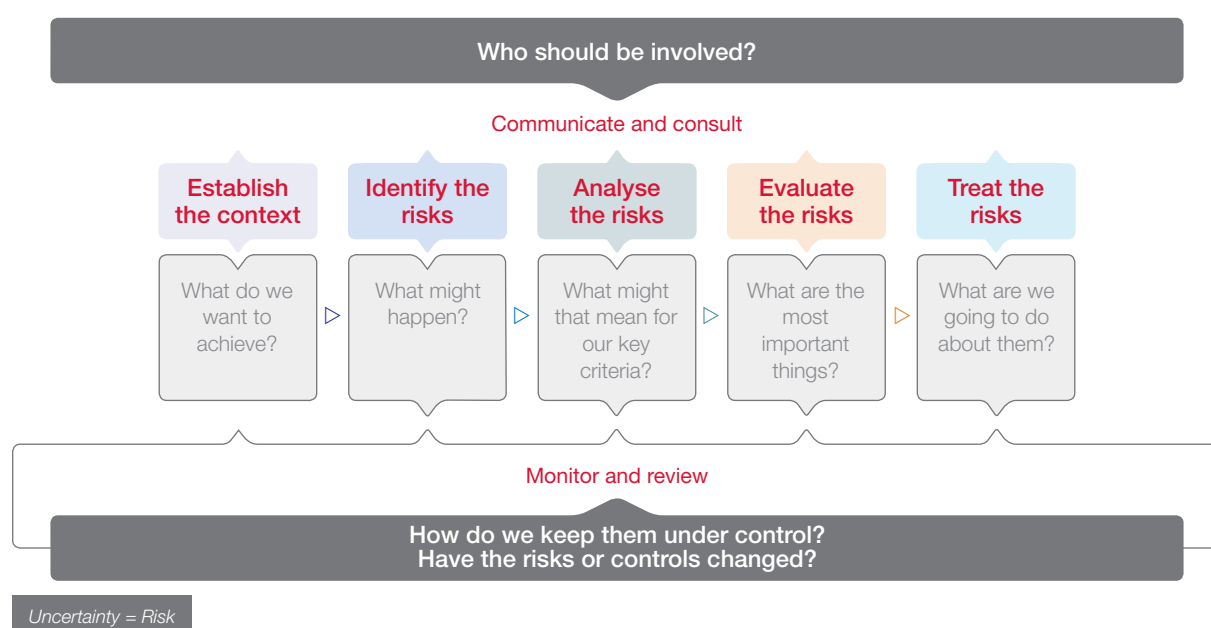 Who should be involved?
Communicate and consult
Establish
the context
Identify the
risks
Analyse
the risks
Evaluate
the risks
Treat the
risks
What do we
want to
achieve?
What might
happen?
What might
that mean for
our key
criteria?
What are the
most
important
things?
What are we
going to do
about them?
Monitor and review
How do we keep them under control?
Have the risks or controls changed?
Uncertainty = Risk